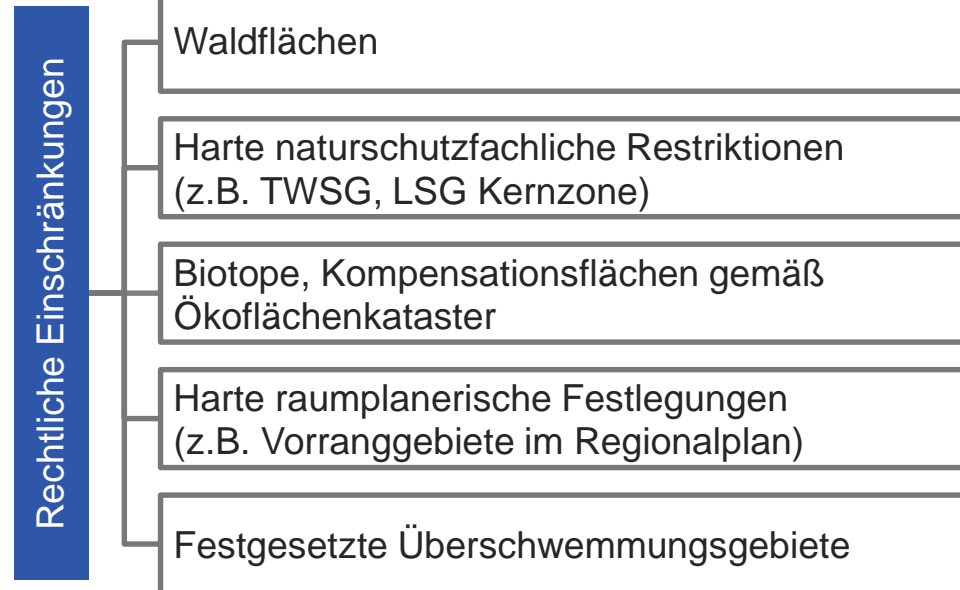 Rechtliche Einschränkungen
Waldflächen
Harte naturschutzfachliche Restriktionen
(z.B. TWSG, LSG Kernzone)
Biotope, Kompensationsflächen gemäß
Ökoflächenkataster
Harte raumplanerische Festlegungen
(z.B. Vorranggebiete im Regionalplan)
Festgesetzte Überschwemmungsgebiete